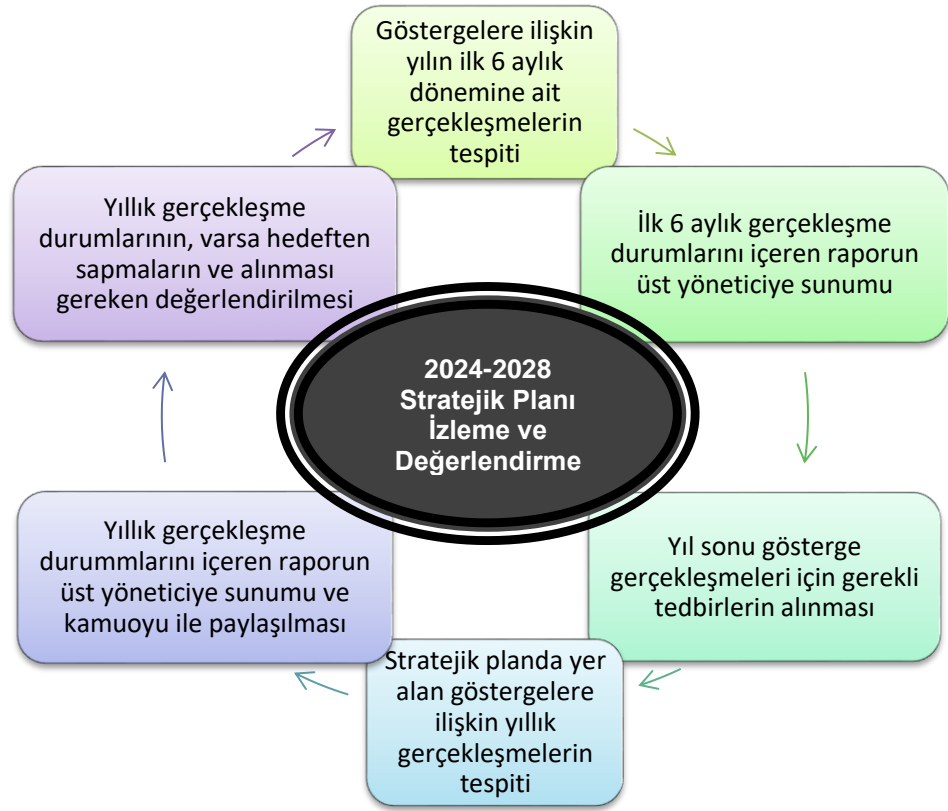 Göstergelere ilişkin
yılın ilk 6 aylık
dönemine ait
gerçekleşmelerin
tespiti
İlk 6 aylık gerçekleşme
durumlarını içeren raporun
üst yöneticiye sunumu
Yıl sonu gösterge
gerçekleşmeleri için gerekli
tedbirlerin alınması
Stratejik planda yer
alan göstergelere
ilişkin yıllık
gerçekleşmelerin
tespiti
Yıllık gerçekleşme
durummlarını içeren raporun
üst yöneticiye sunumu ve
kamuoyu ile paylaşılması
Yıllık gerçekleşme
durumlarının, varsa hedeften
sapmaların ve alınması
gereken değerlendirilmesi
2024-2028
Stratejik Planı
İzleme ve
Değerlendirme